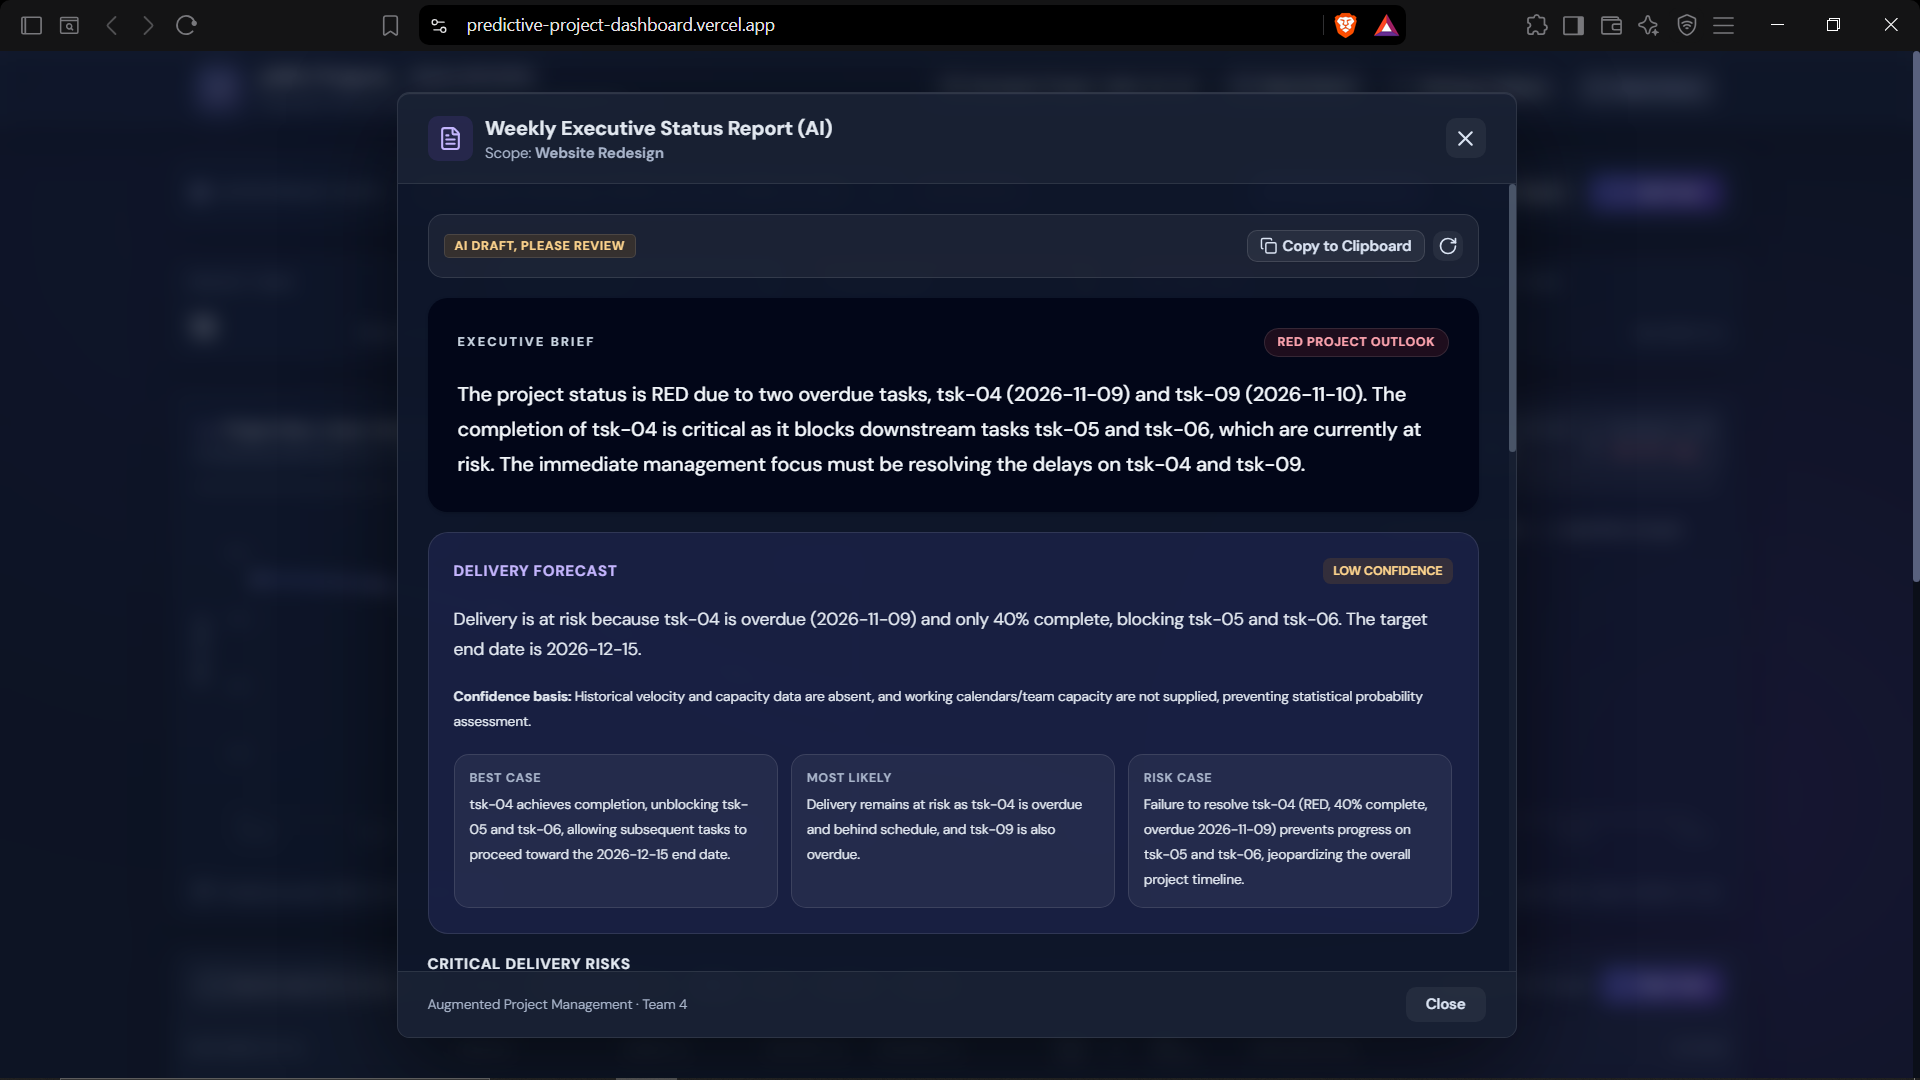 predictive-project-dashboard.vercel.app
Weekly Executive Status Report (AI)
Scope: Website Redesign
AI DRAFT, PLEASE REVIEW
Copy to Clipboard
EXECUTIVE BRIEF
RED PROJECT OUTLOOK
The project status is RED due to two overdue tasks, tsk-04 (2026-11-09) and tsk-09 (2026-11-10). The
completion of tsk-04 is critical as it blocks downstream tasks tsk-05 and tsk-06, which are currently at
risk. The immediate management focus must be resolving the delays on tsk-04 and tsk-09.
DELIVERY FORECAST
LOW CONFIDENCE
Delivery is at risk because tsk-04 is overdue (2026-11-09) and only 40% complete, blocking tsk-05 and tsk-06. The target
end date is 2026-12-15.
Confidence basis: Historical velocity and capacity data are absent, and working calendars/team capacity are not supplied, preventing statistical probability
assessment.
BEST CASE
tsk-04 achieves completion, unblocking tsk-
05 and tsk-06, allowing subsequent tasks to
proceed toward the 2026-12-15 end date.
MOST LIKELY
Delivery remains at risk as tsk-04 is overdue
and behind schedule, and tsk-09 is also
overdue.
RISK CASE
Failure to resolve tsk-04 (RED, 40% complete,
overdue 2026-11-09) prevents progress on
tsk-05 and tsk-06, jeopardizing the overall
project timeline.
CRITICAL DELIVERY RISKS
Augmented Project Management · Team 4
Close